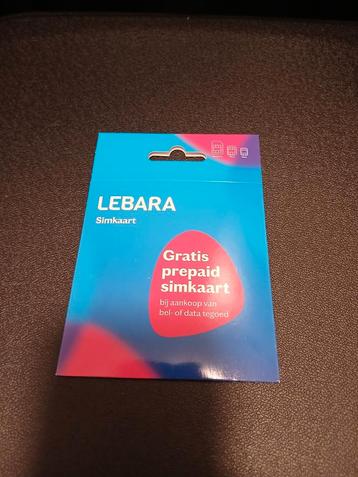 LEBARA
Simkaart
Gratis
prepaid
simkaart
bij aankoop van
bel- of data tegoed